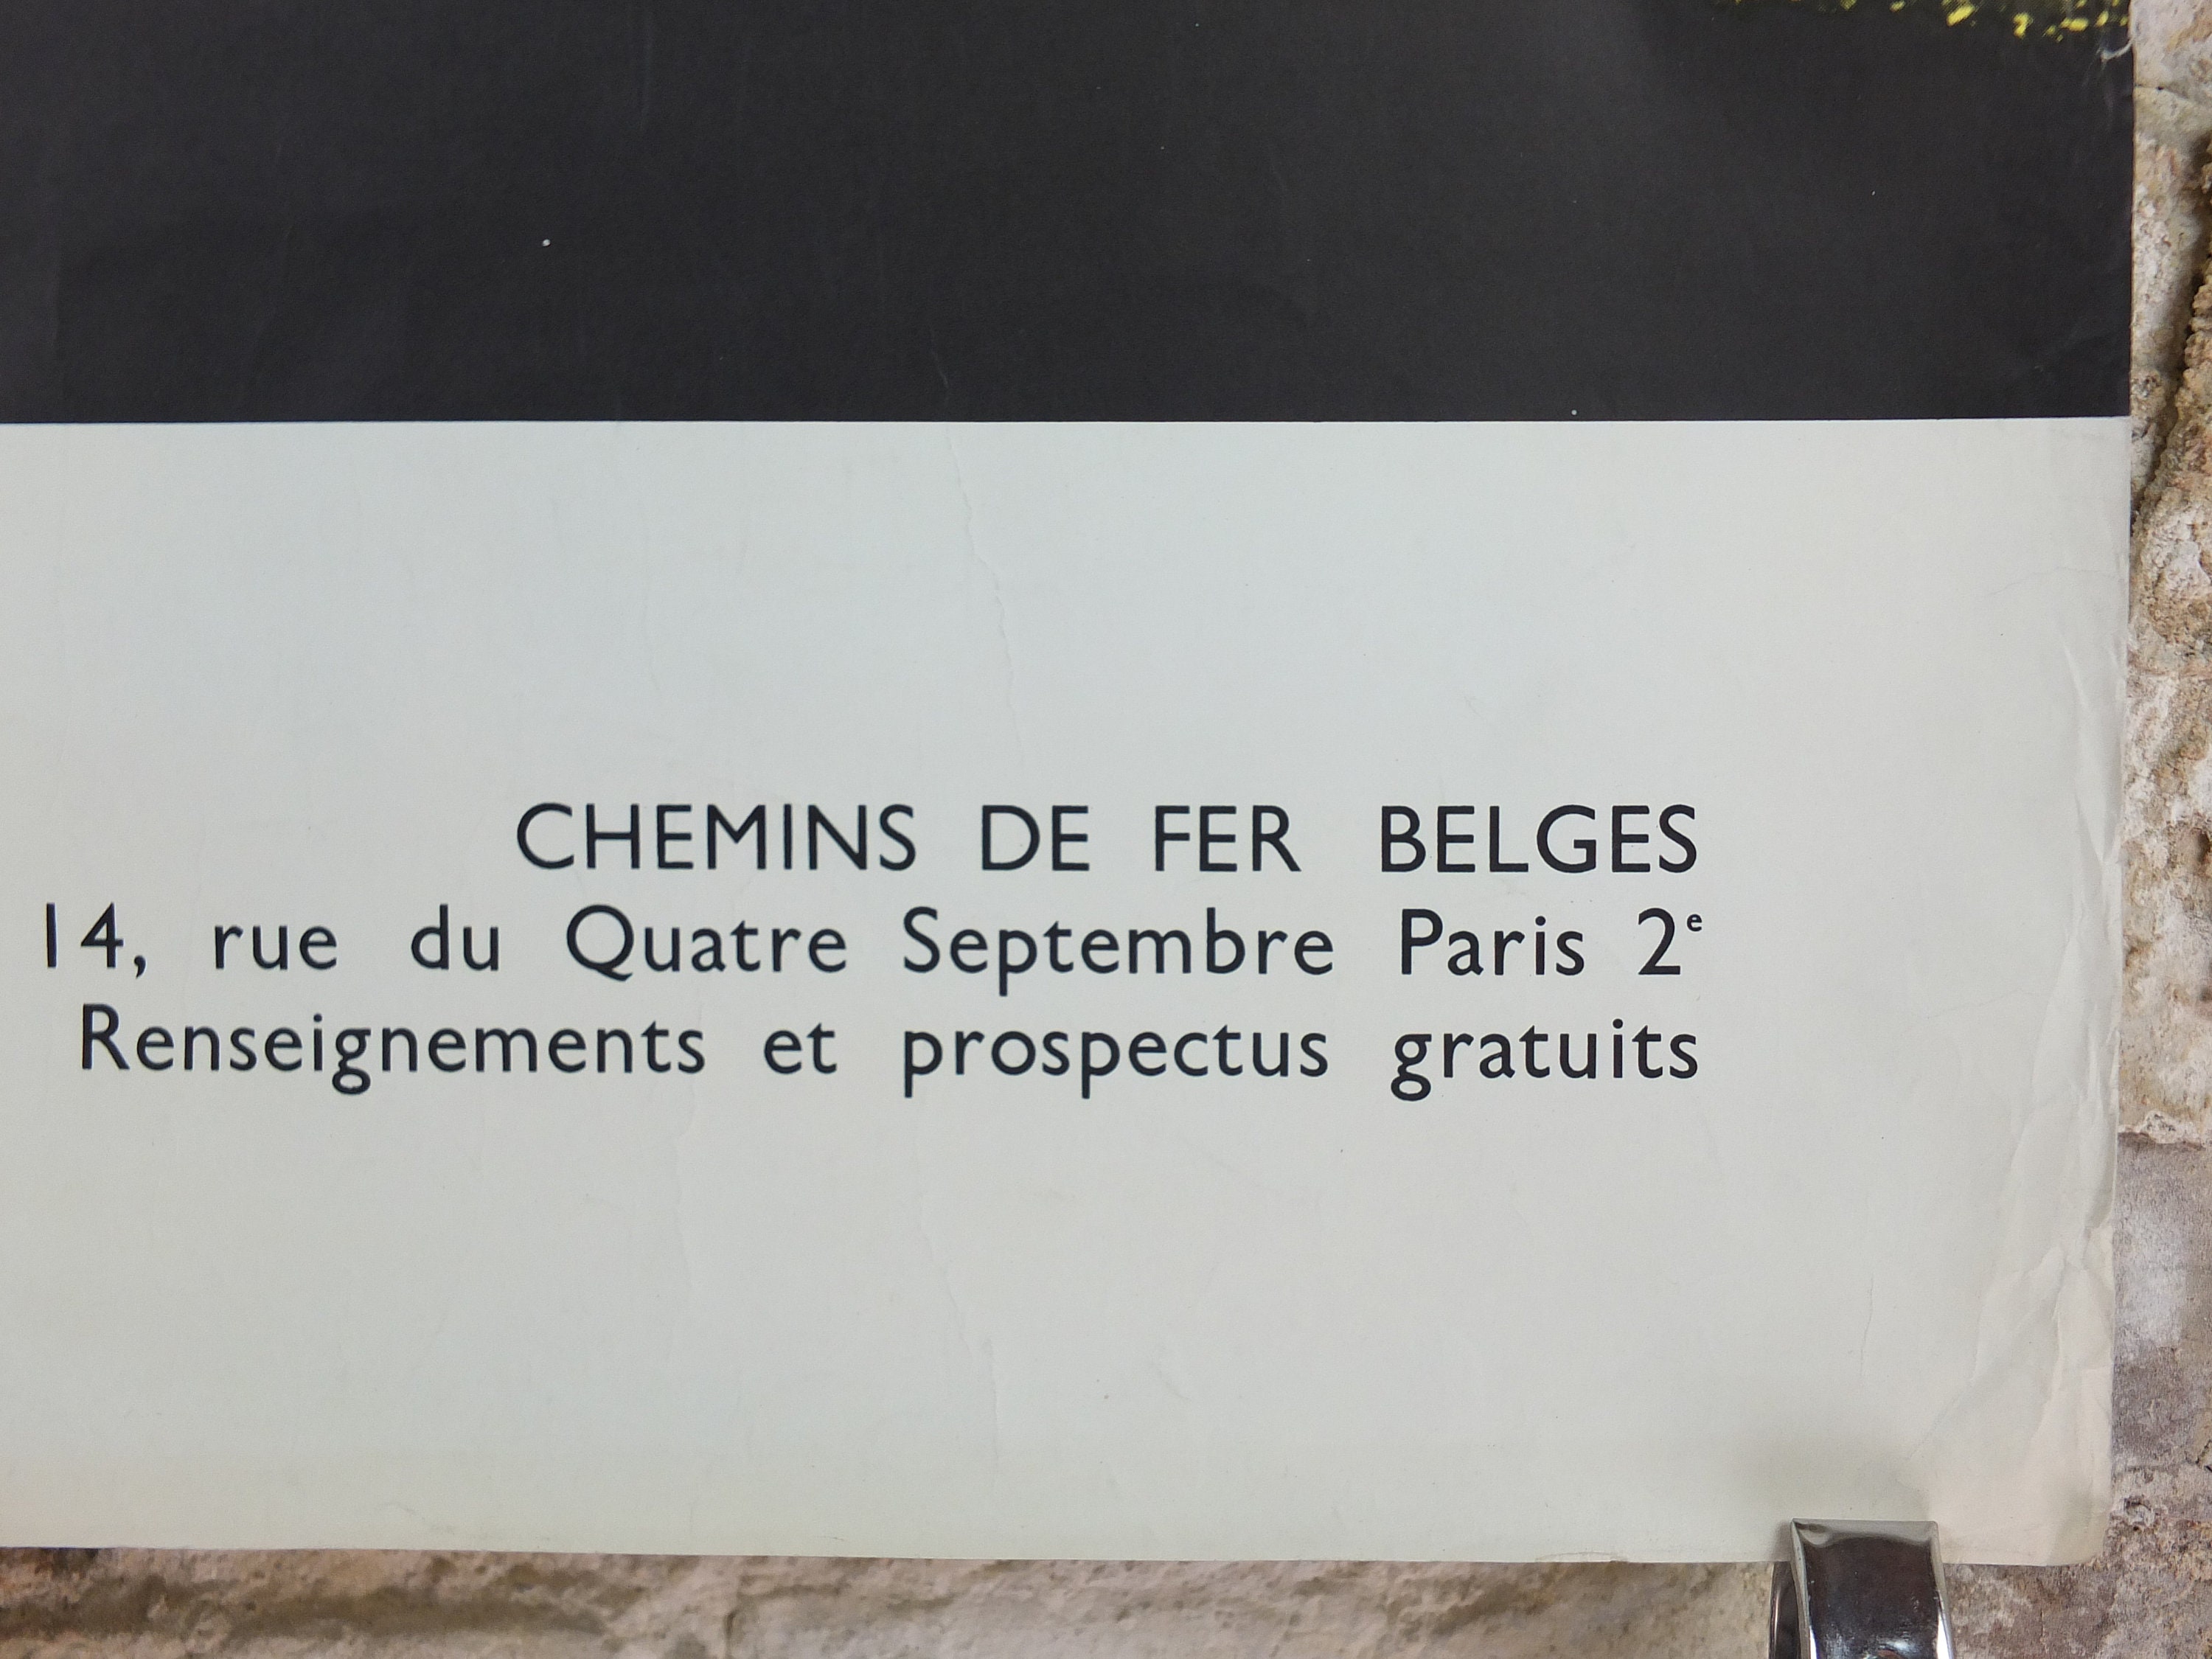 CHEMINS DE FER BELGES
14, rue du Quatre Septembre Paris 2ᵉ
Renseignements et prospectus gratuits